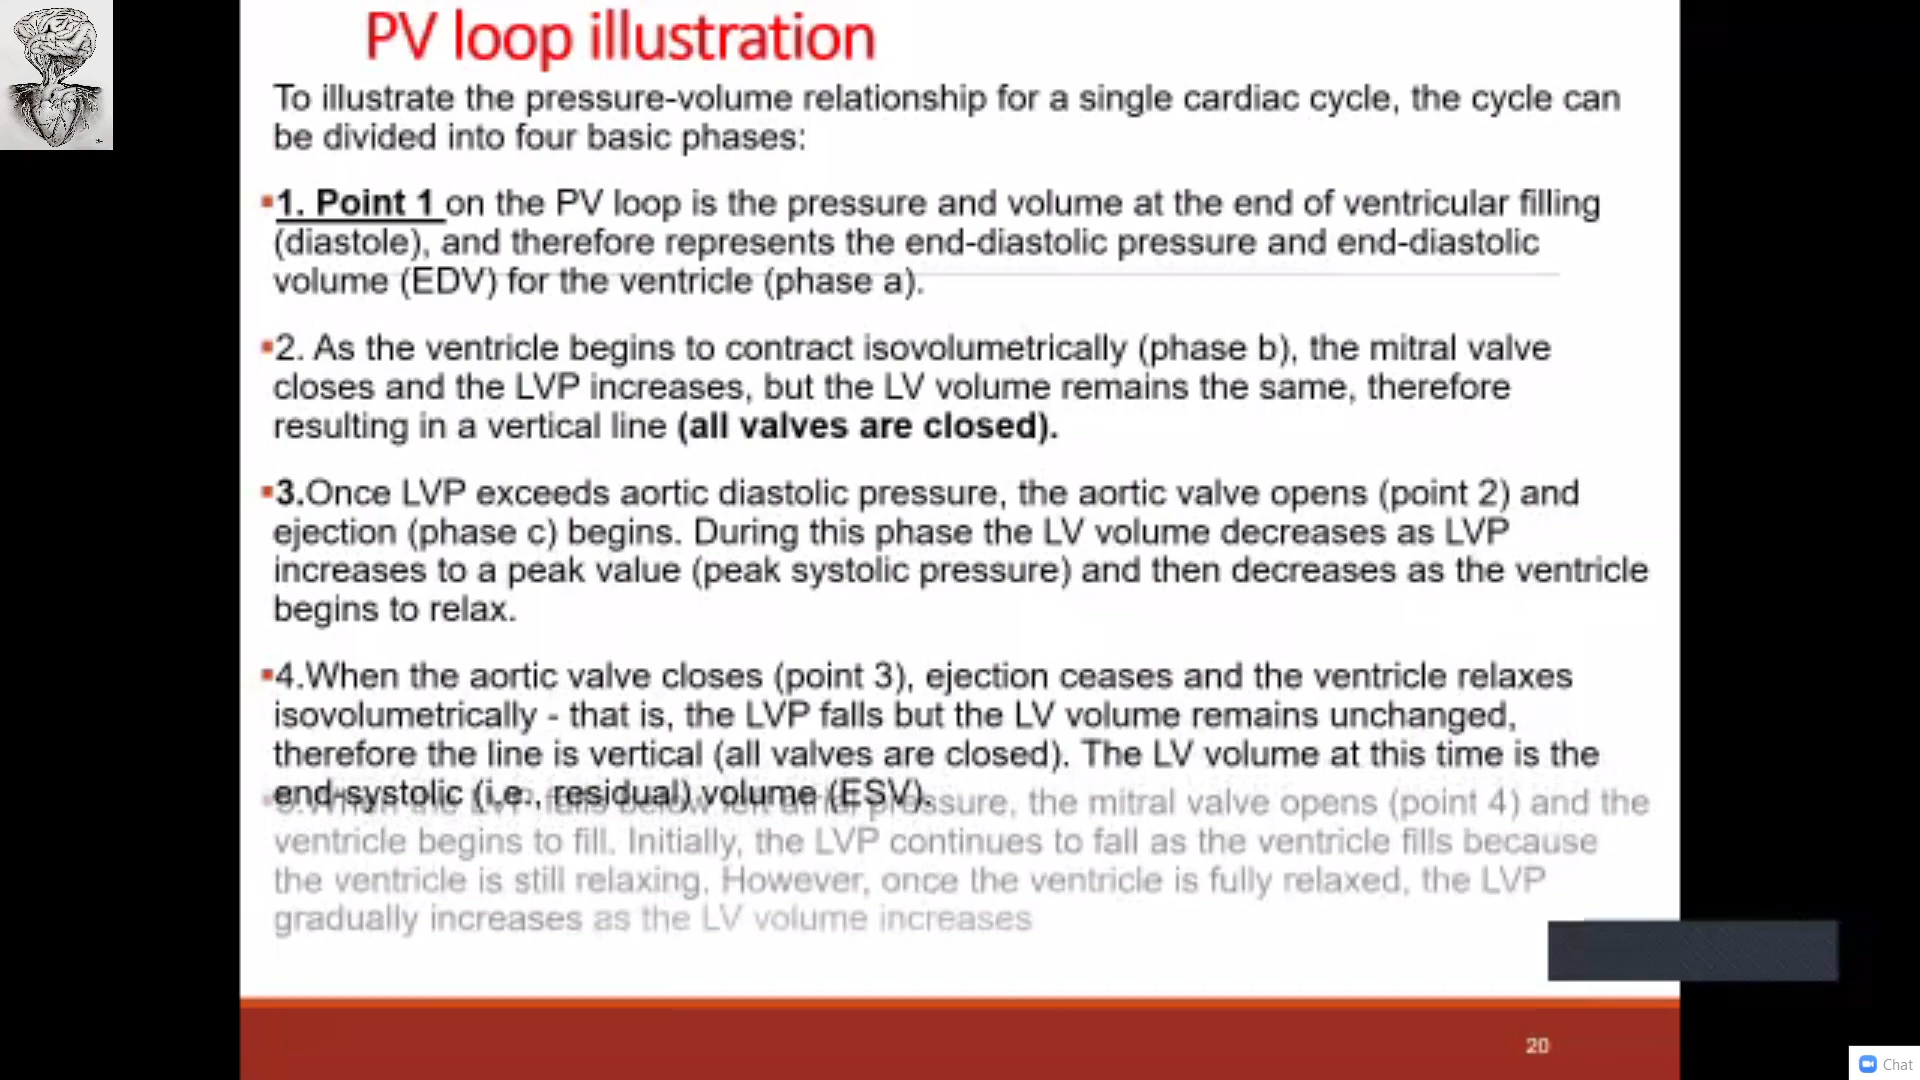 PV loop illustration
To illustrate the pressure-volume relationship for a single cardiac cycle, the cycle can
be divided into four basic phases:
▪1. Point 1 on the PV loop is the pressure and volume at the end of ventricular filling
(diastole), and therefore represents the end-diastolic pressure and end-diastolic
volume (EDV) for the ventricle (phase a).
▪2. As the ventricle begins to contract isovolumetrically (phase b), the mitral valve
closes and the LVP increases, but the LV volume remains the same, therefore
resulting in a vertical line (all valves are closed).
▪3.Once LVP exceeds aortic diastolic pressure, the aortic valve opens (point 2) and
ejection (phase c) begins. During this phase the LV volume decreases as LVP
increases to a peak value (peak systolic pressure) and then decreases as the ventricle
begins to relax.
▪4.When the aortic valve closes (point 3), ejection ceases and the ventricle relaxes
isovolumetrically - that is, the LVP falls but the LV volume remains unchanged,
therefore the line is vertical (all valves are closed). The LV volume at this time is the
end-systolic (i.e., residual) volume (ESV).
▪5.When the LVP falls below left atrial pressure, the mitral valve opens (point 4) and the
ventricle begins to fill. Initially, the LVP continues to fall as the ventricle fills because
the ventricle is still relaxing. However, once the ventricle is fully relaxed, the LVP
gradually increases as the LV volume increases
20
Chat